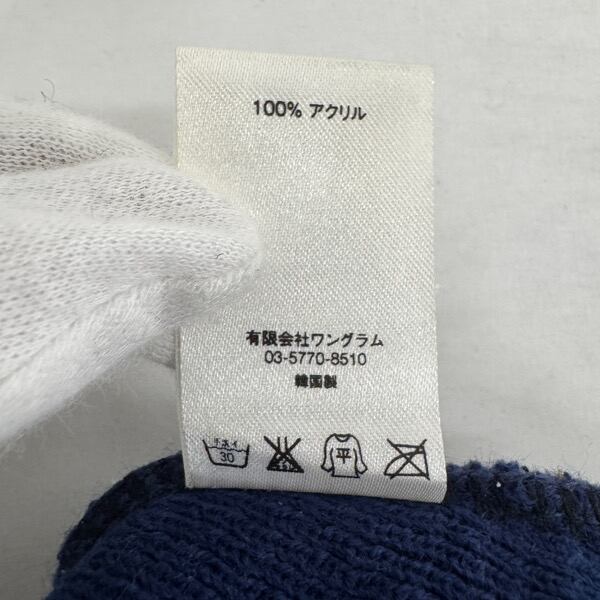 100% アクリル
有限会社ワングラム
03-5770-8510
韓国製
手洗イ
30
平